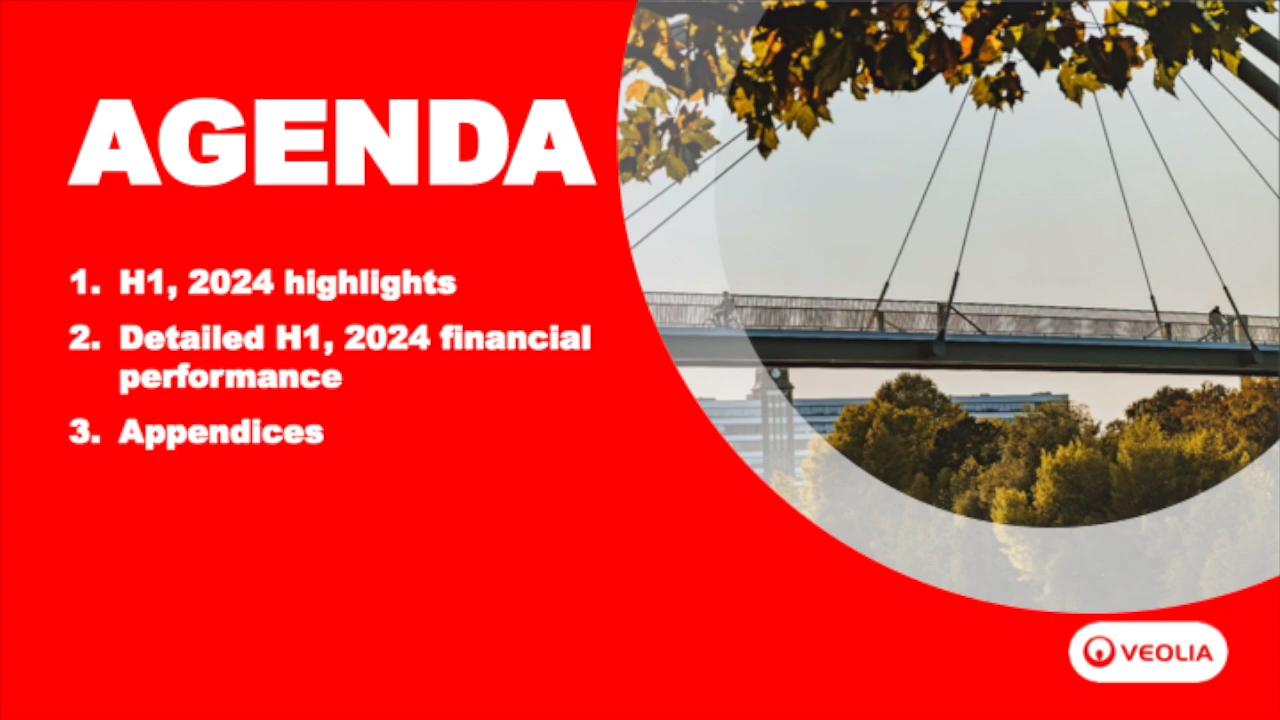 AGENDA
1. H1, 2024 highlights
2. Detailed H1, 2024 financial
performance
3. Appendices
VEOLIA